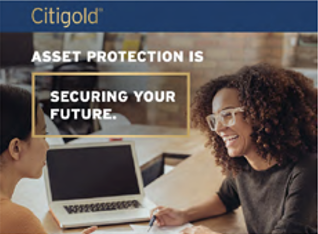 Citigold®
ASSET PROTECTION IS
SECURING YOUR
FUTURE.